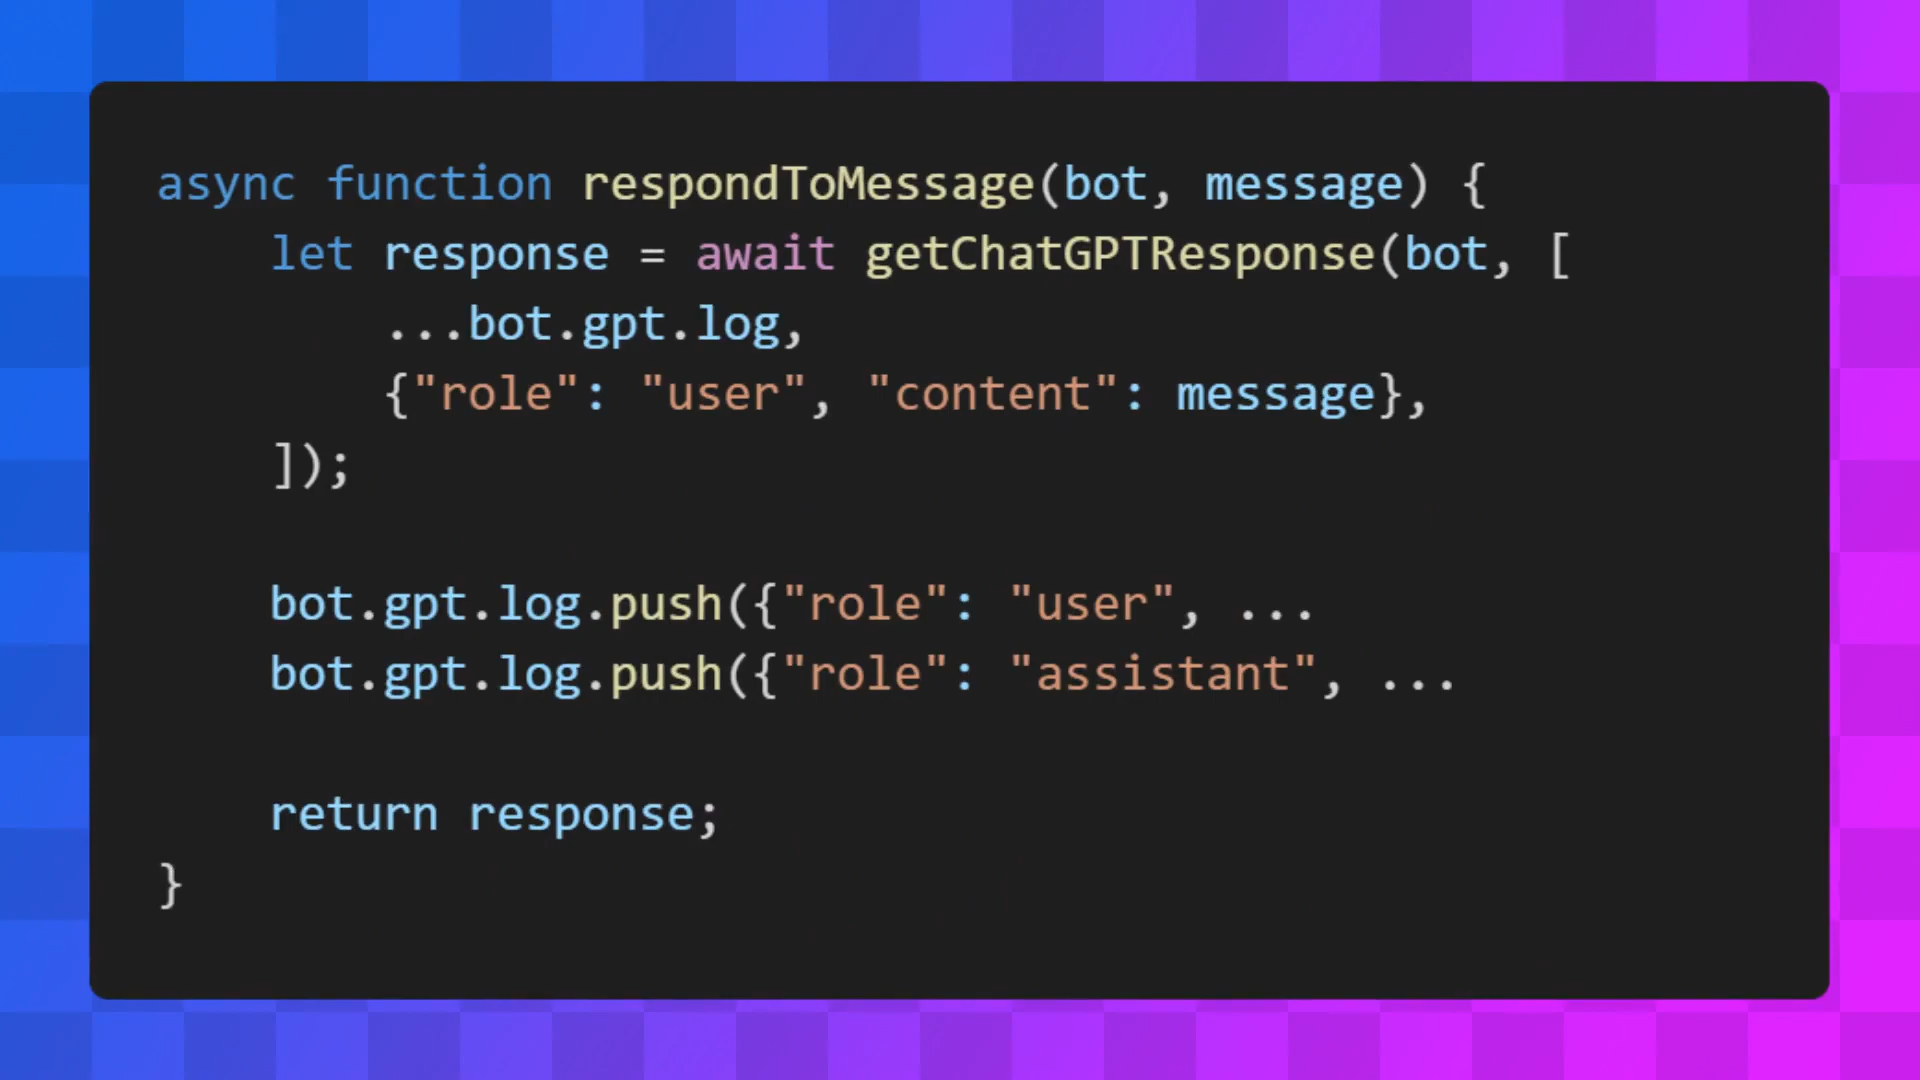 async function respondToMessage(bot, message) {
    let response = await getChatGPTResponse(bot, [
        ...bot.gpt.log,
        {"role": "user", "content": message},
    ]);
    bot.gpt.log.push({"role": "user", ...
    bot.gpt.log.push({"role": "assistant", ...
    return response;
}